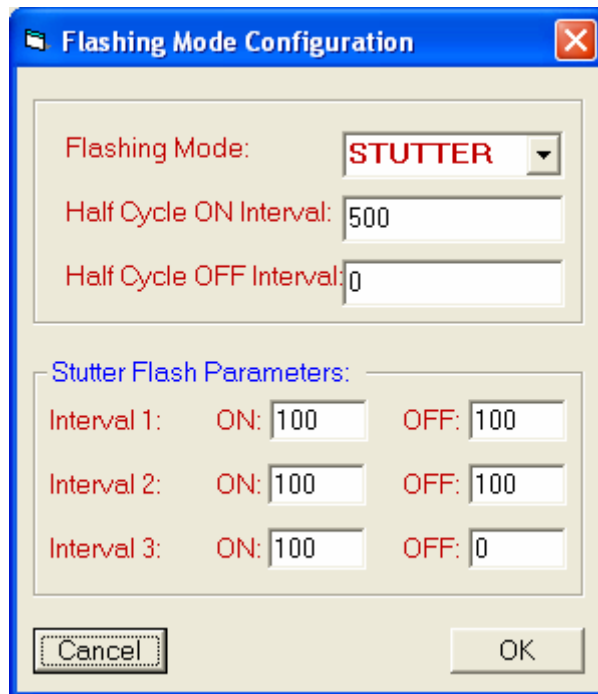 Flashing Mode Configuration
Flashing Mode: STUTTER
Half Cycle ON Interval: 500
Half Cycle OFF Interval: 0
Stutter Flash Parameters:
Interval 1: ON: 100 OFF: 100
Interval 2: ON: 100 OFF: 100
Interval 3: ON: 100 OFF: 0
Cancel OK